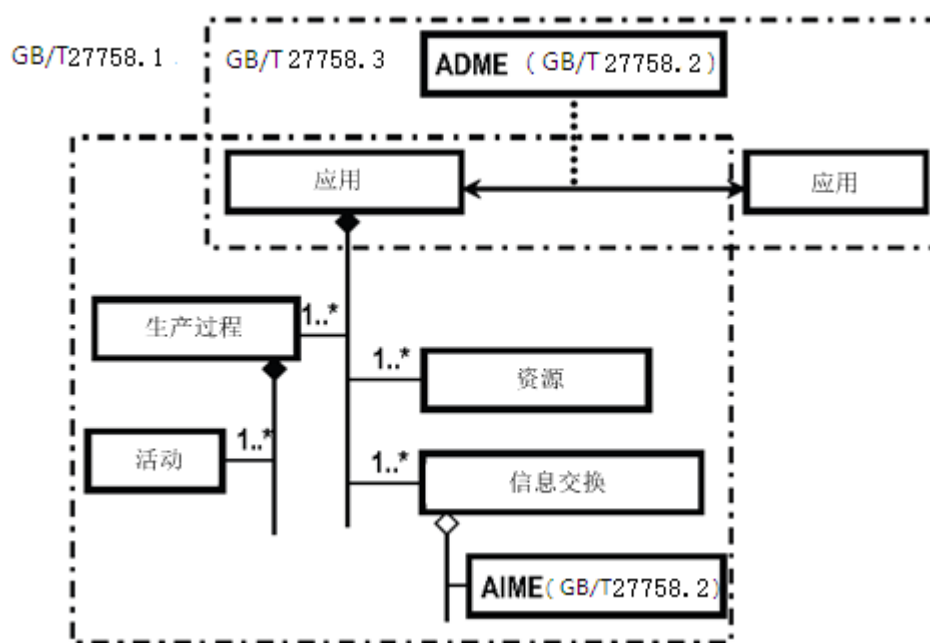 GB/T27758.1
GB/T27758.3
ADME (GB/T27758.2)
应用
应用
生产过程
1..*
1..*
资源
活动
1..*
1..*
信息交换
AIME(GB/T27758.2)